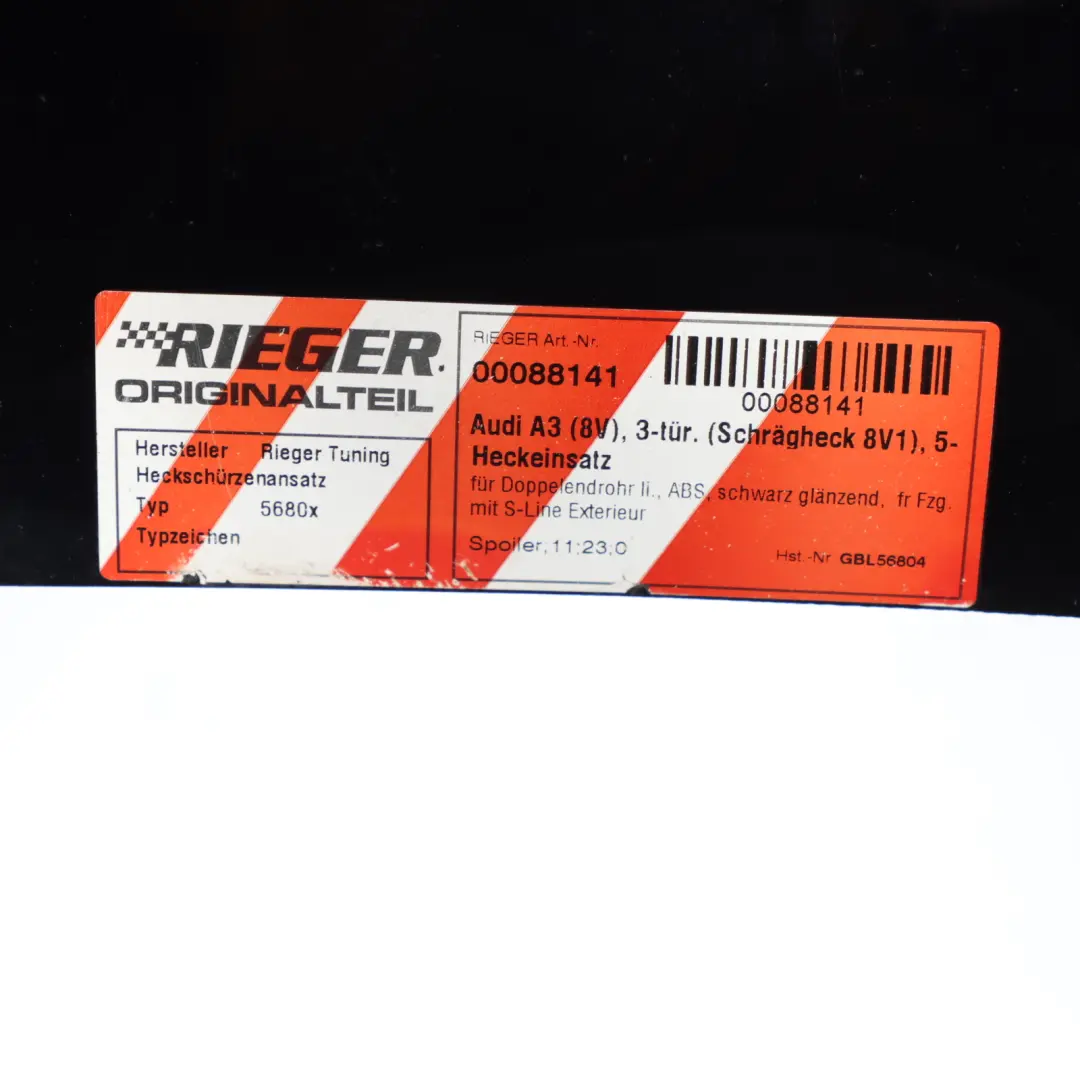 RIEGER
ORIGINALTEIL
Hersteller Rieger Tuning
Heckschürzenansatz
Typ 5680x
Typzeichen
RIEGER Art.-Nr.
00088141
00088141
Audi A3 (8V), 3-tür. (Schrägheck 8V1), 5-
Heckeinsatz
für Doppelendrohr li., ABS, schwarz glänzend, fr Fzg.
mit S-Line Exterieur
Spoiler;11;23;0
Hst.-Nr GBL56804